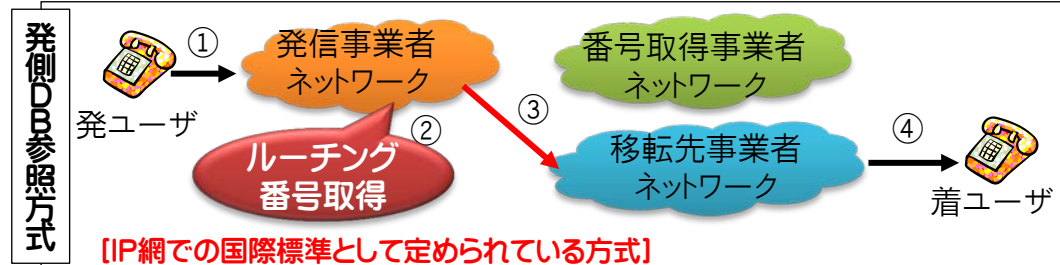 発側DB参照方式
①
発信事業者
ネットワーク
番号取得事業者
ネットワーク
発ユーザ
②
③
ルーチング
番号取得
移転先事業者
ネットワーク
④
着ユーザ
[IP網での国際標準として定められている方式]